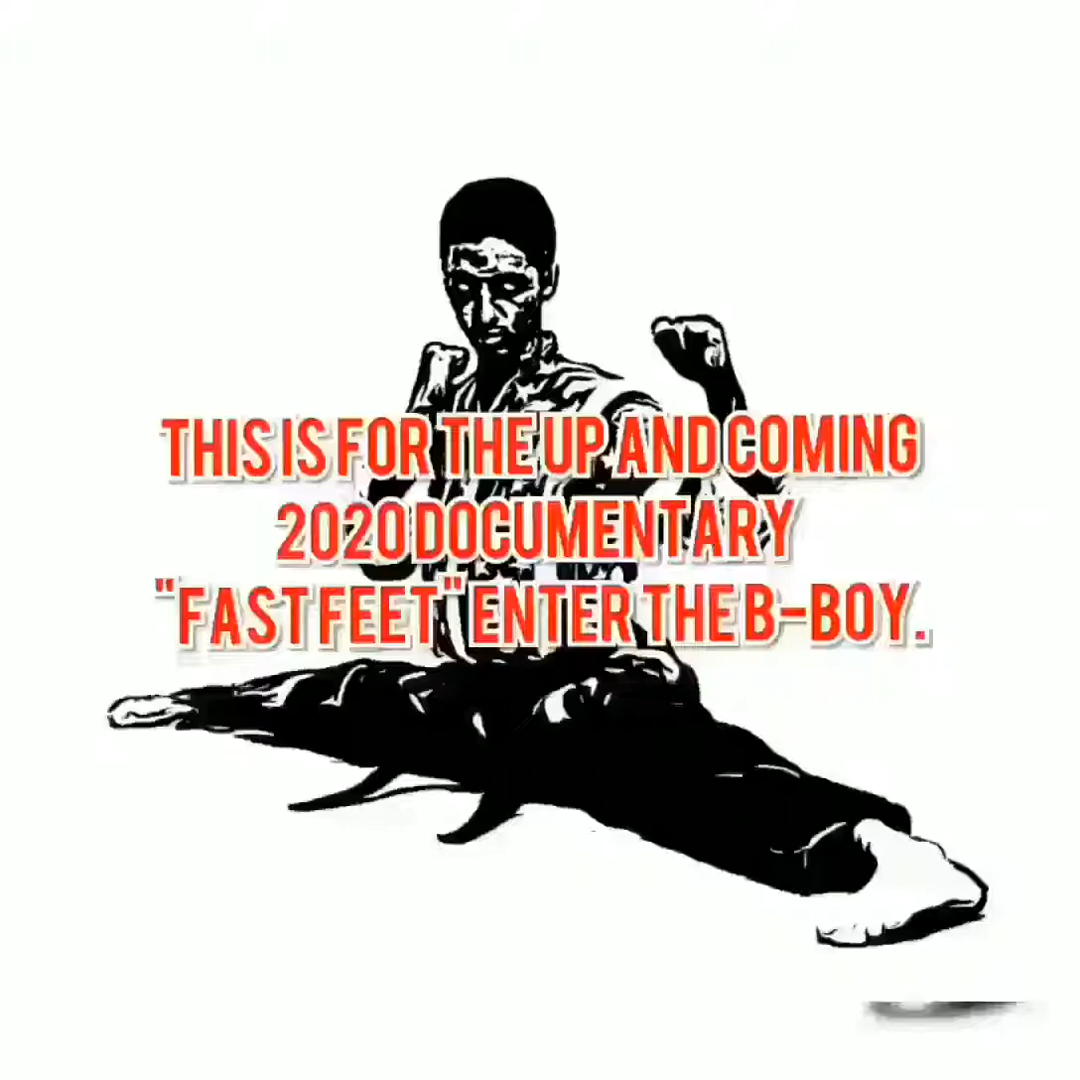 THIS IS FOR THE UP AND COMING
2020 DOCUMENTARY
"FAST FEET" ENTER THE B-BOY.